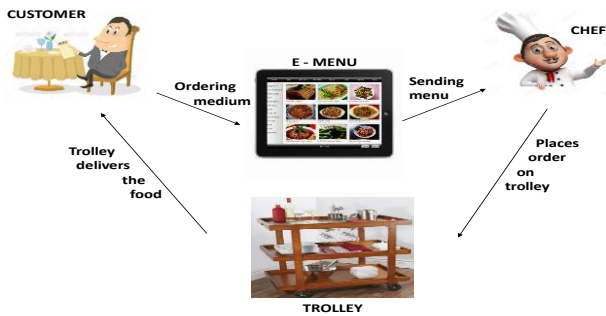 CUSTOMER
CHEF
E - MENU
Ordering
medium
Sending
menu
Places
order
on
trolley
Trolley
delivers
the
food
TROLLEY